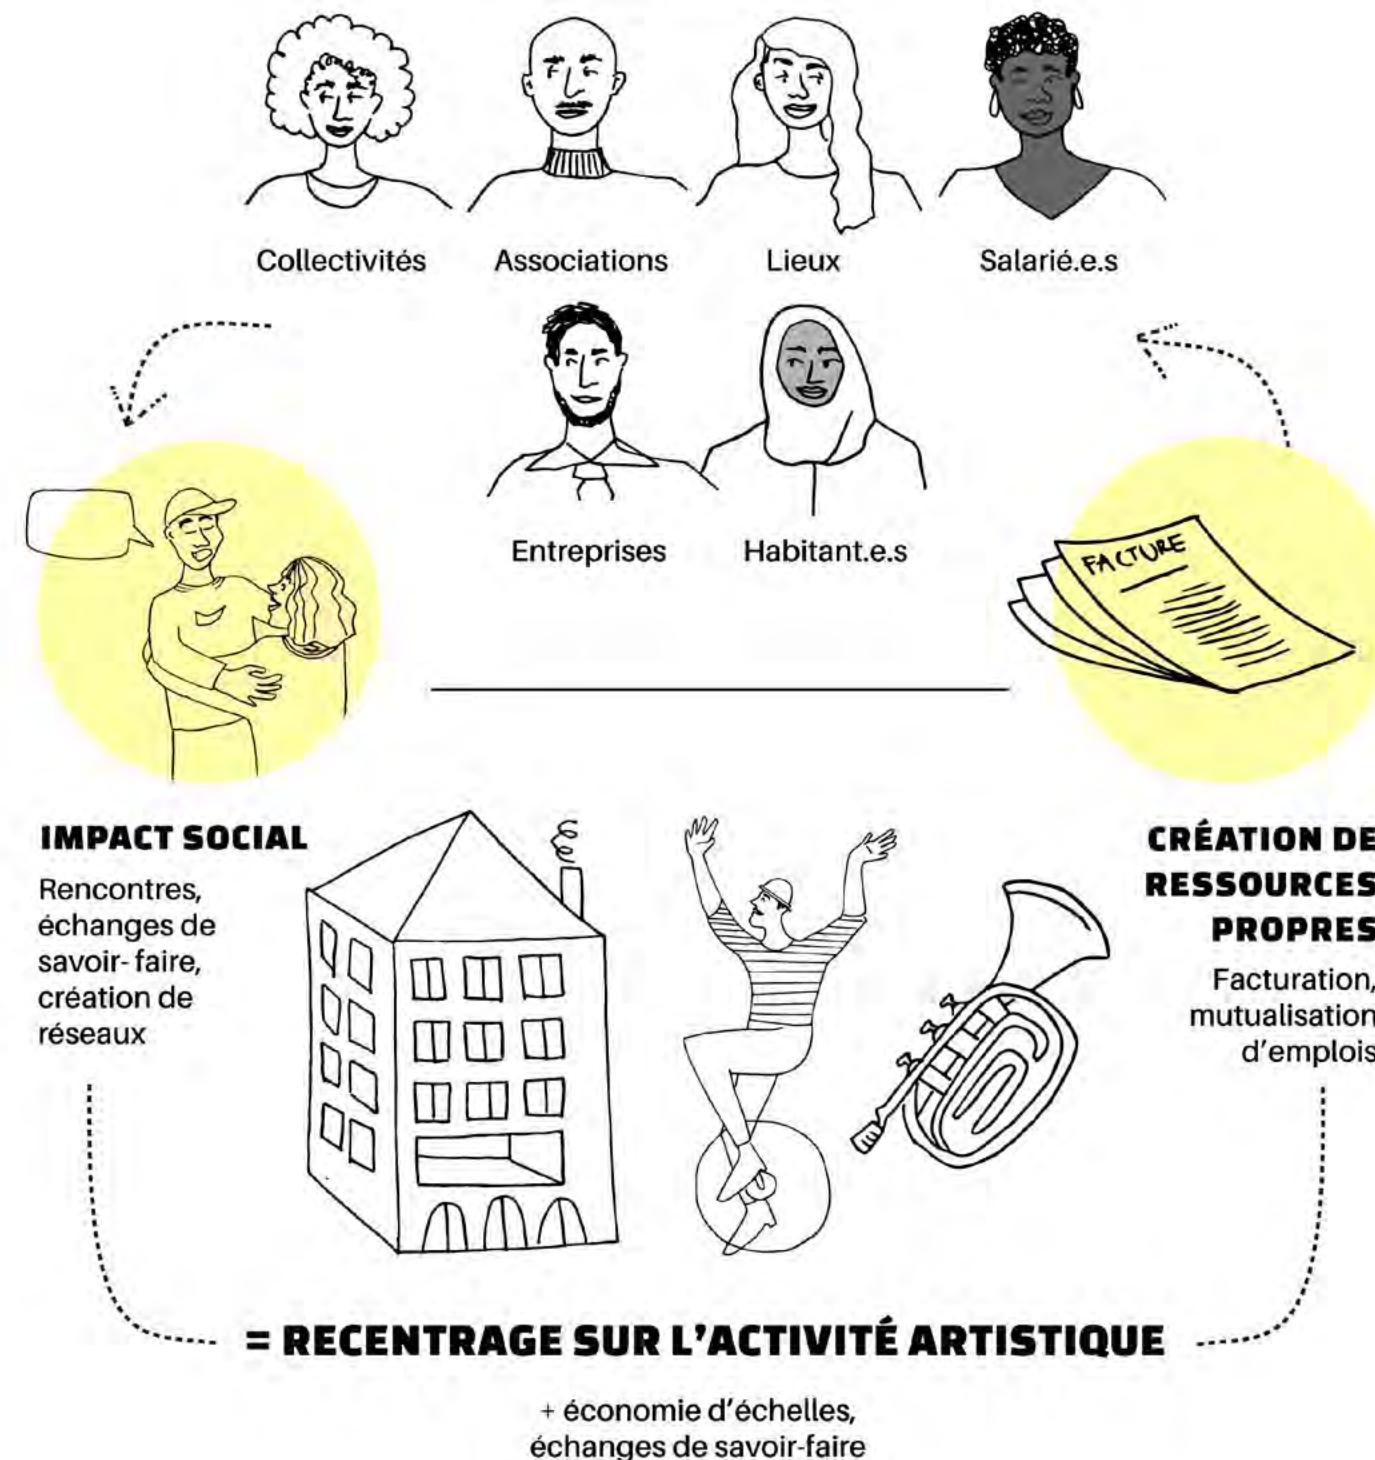 Collectivités
Associations
Lieux
Salarié.e.s
Entreprises
Habitant.e.s
FACTURE
IMPACT SOCIAL
Rencontres,
échanges de
savoir- faire,
création de
réseaux
CRÉATION DE
RESSOURCES
PROPRES
Facturation,
mutualisation
d'emplois
= RECENTRAGE SUR L'ACTIVITÉ ARTISTIQUE
+ économie d'échelles,
échanges de savoir-faire